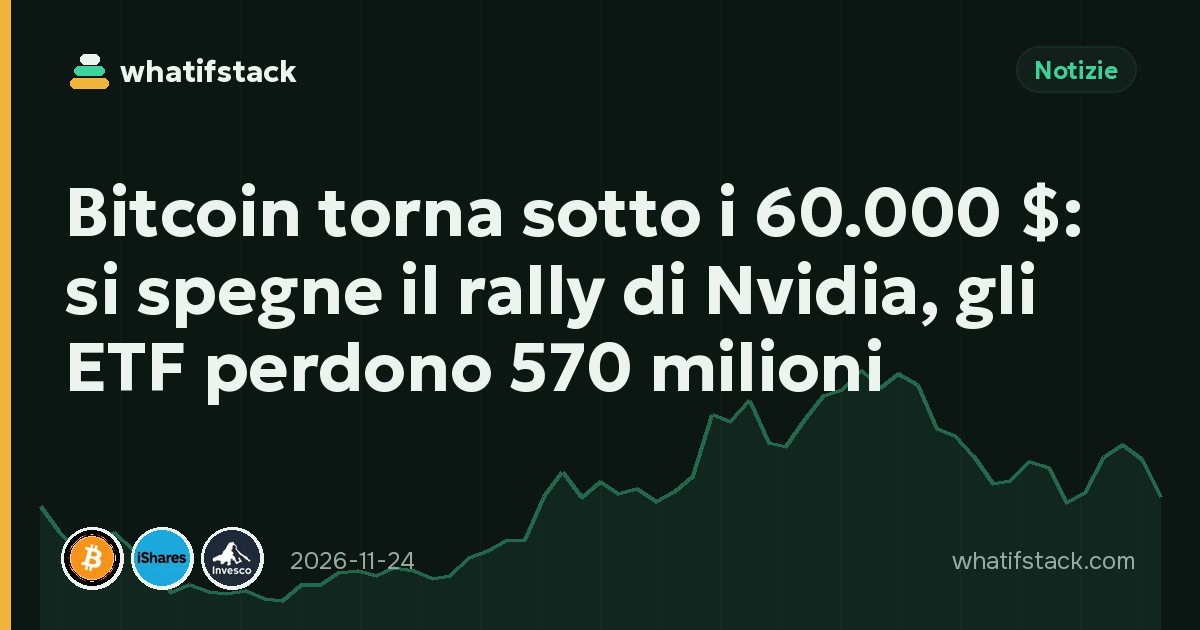 whatifstack
Notizie
Bitcoin torna sotto i 60.000 $:
si spegne il rally di Nvidia, gli
ETF perdono 570 milioni
iShares
Invesco
2026-11-24
whatifstack.com